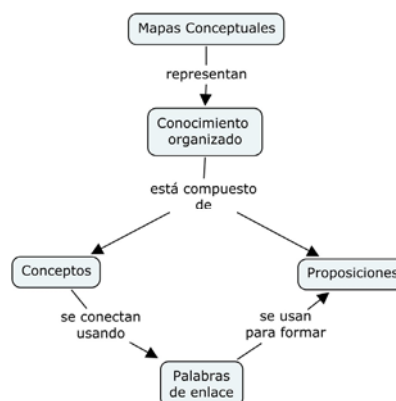 Mapas Conceptuales
representan
Conocimiento
organizado
está compuesto
de
Conceptos
Proposiciones
se conectan
usando
se usan
para formar
Palabras
de enlace